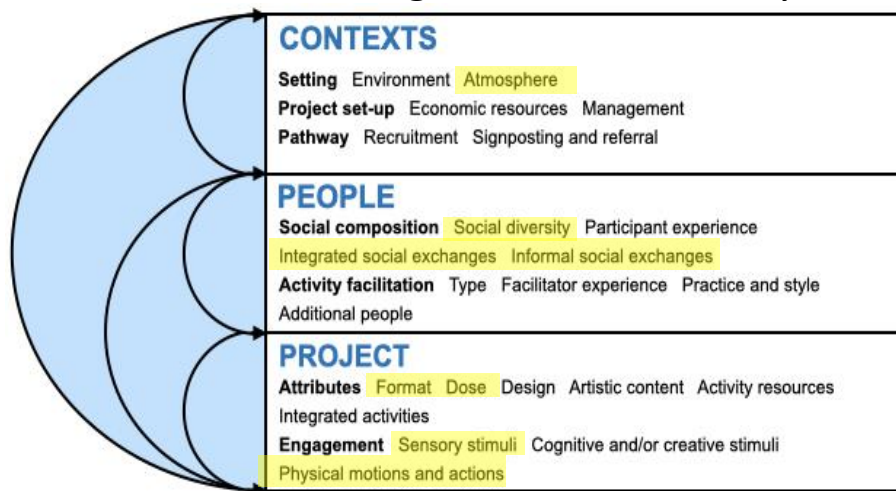 CONTEXTS
Setting Environment Atmosphere
Project set-up Economic resources Management
Pathway Recruitment Signposting and referral
PEOPLE
Social composition Social diversity Participant experience
Integrated social exchanges Informal social exchanges
Activity facilitation Type Facilitator experience Practice and style
Additional people
PROJECT
Attributes Format Dose Design Artistic content Activity resources
Integrated activities
Engagement Sensory stimuli Cognitive and/or creative stimuli
Physical motions and actions